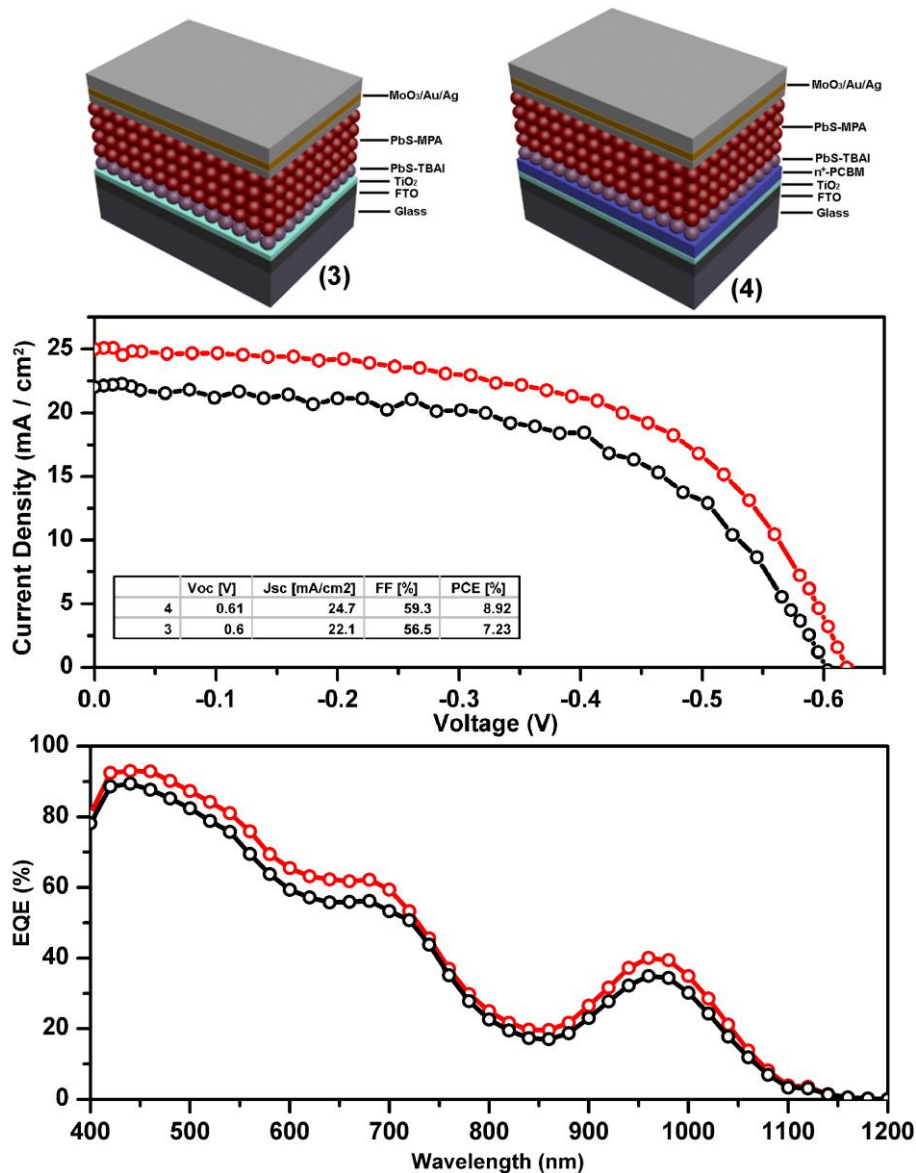 MoO₃/Au/Ag
PbS-MPA
PbS-TBAI
TiO₂
FTO
Glass
(3)
MoO₃/Au/Ag
PbS-MPA
PbS-TBAI
n⁺-PCBM
TiO₂
FTO
Glass
(4)
Current Density (mA / cm²)
25
20
15
10
5
0
Voc [V] Jsc [mA/cm2] FF [%] PCE [%]
4 0.61 24.7 59.3 8.92
3 0.6 22.1 56.5 7.23
0.0 -0.1 -0.2 -0.3 -0.4 -0.5 -0.6
Voltage (V)
EQE (%)
100
80
60
40
20
0
400 500 600 700 800 900 1000 1100 1200
Wavelength (nm)